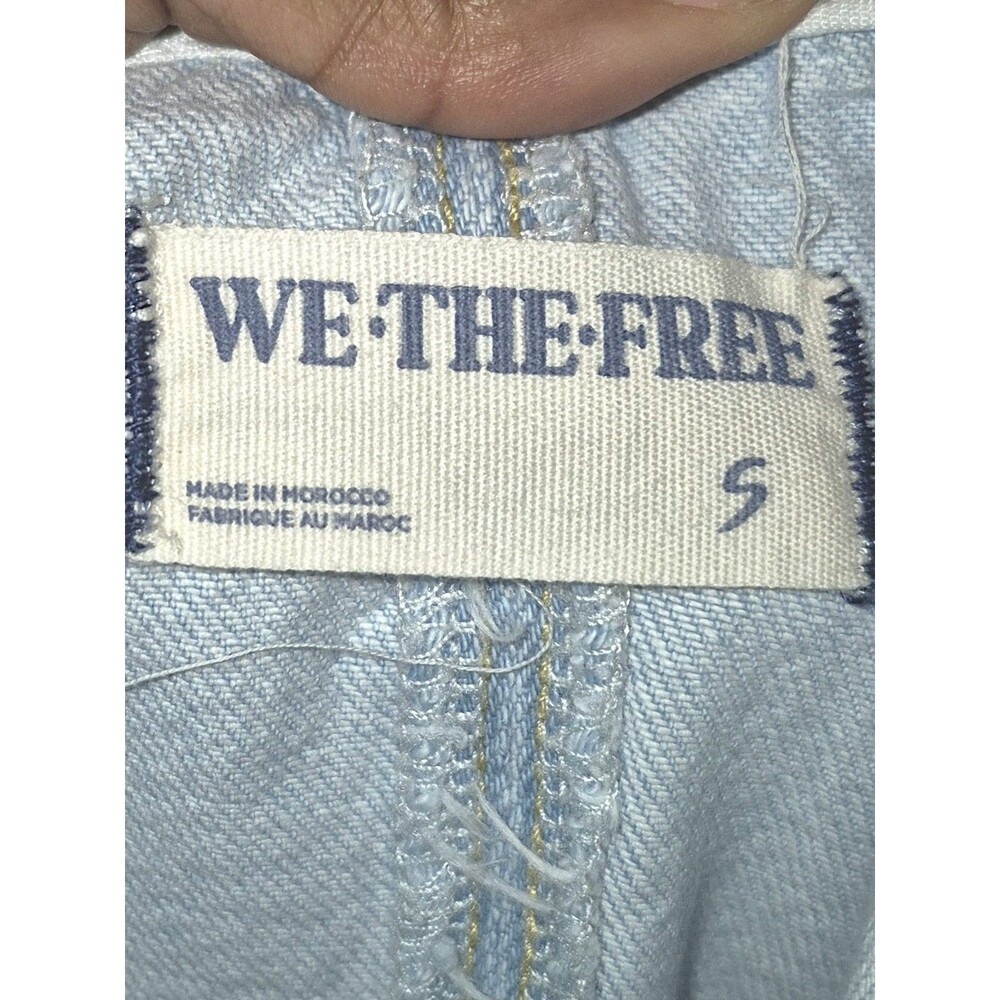 WE·THE·FREE
S
MADE IN MOROCCO
FABRIQUE AU MAROC